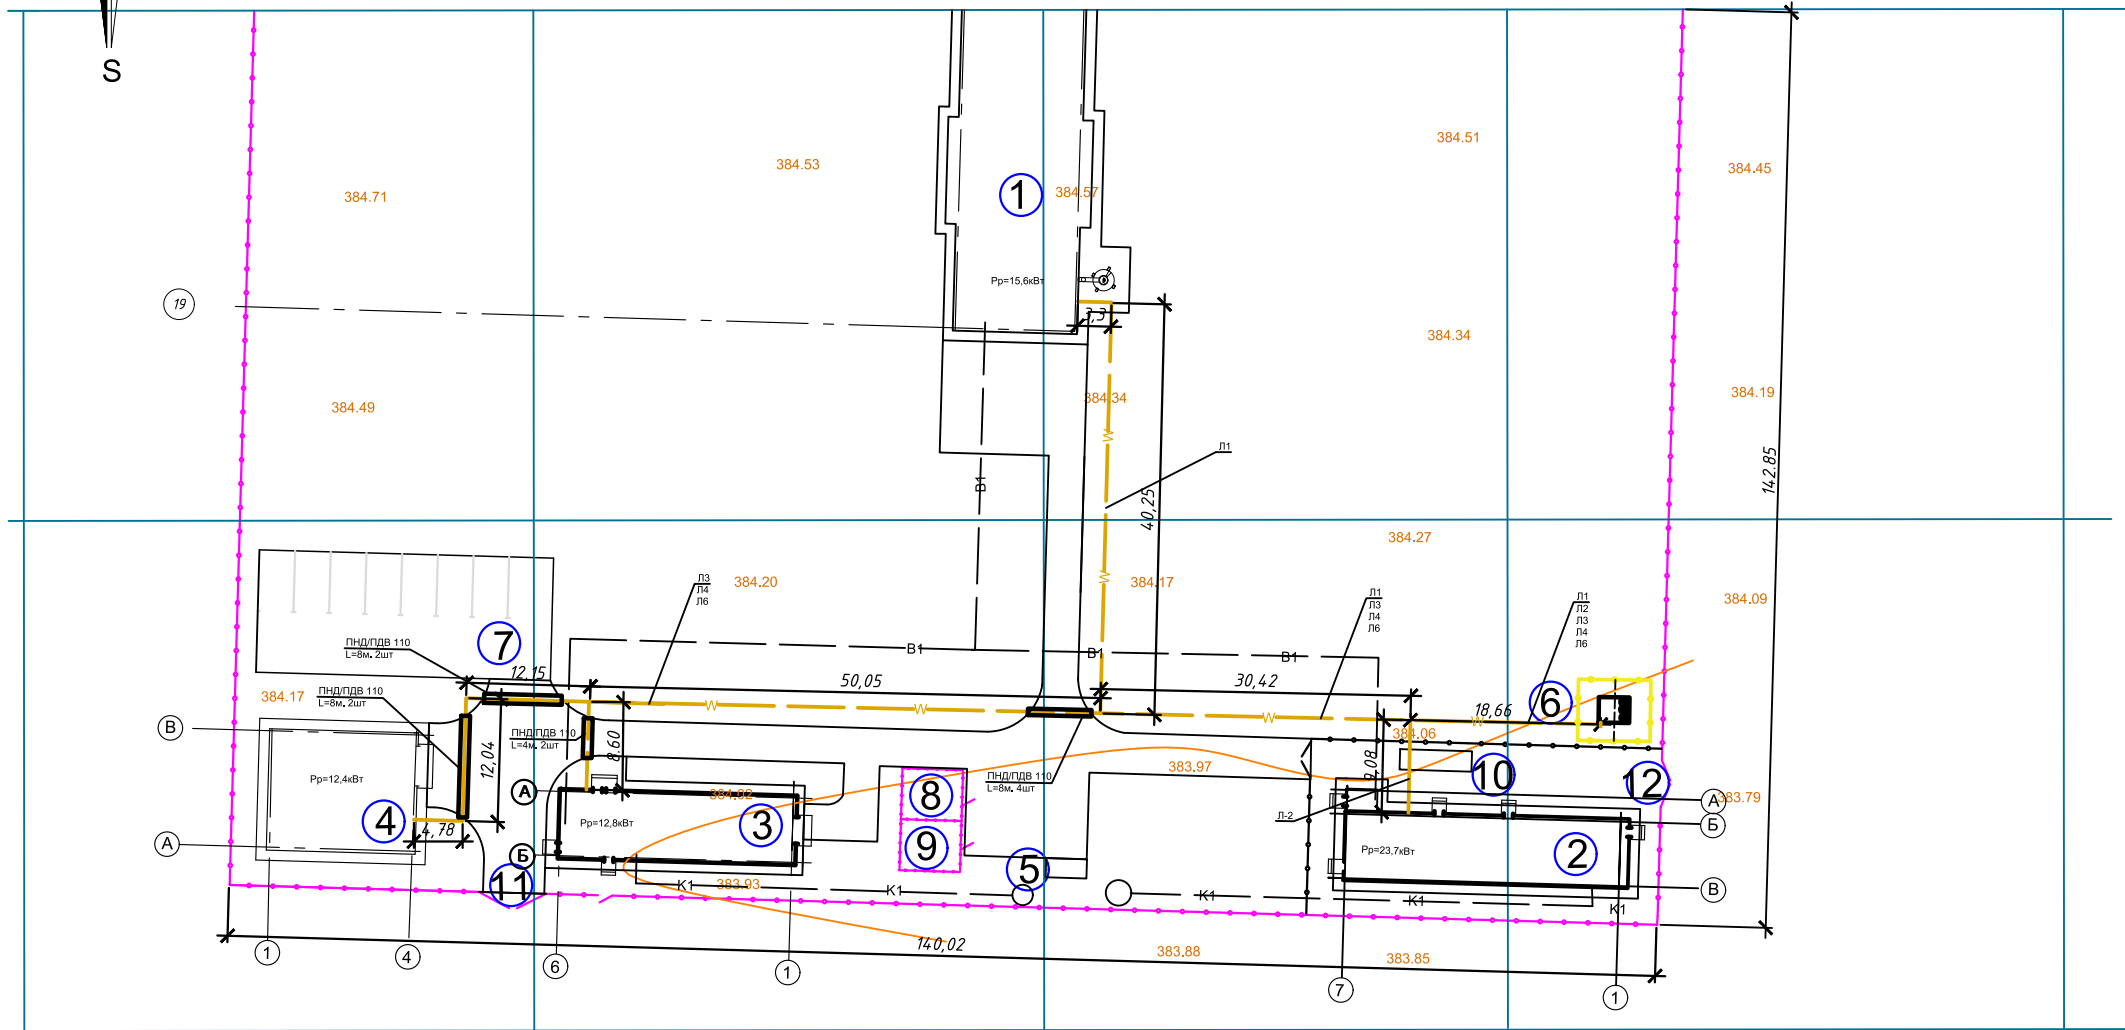 S
384.51
384.53
384.45
384.71
1
384.57
Рр=15,6кВт
19
3,3
384.34
384.34
384.19
384.49
Л1
142.85
В1
40,25
384.27
Л3
Л4
Л6
384.20
384.17
Л1
Л3
Л4
Л6
Л1
Л2
Л3
Л4
Л6
384.09
ПНД/ПДВ 110
L=8м. 2шт
7
В1
В1
В1
12,15
50,05
30,42
384.17
ПНД/ПДВ 110
L=8м. 2шт
W
W
W
W
W
W
18,66
6
В
ПНД/ПДВ 110
L=4м. 2шт
8.60
384.06
12,04
Рр=12,4кВт
383.97
ПНД/ПДВ 110
L=8м. 4шт
9,08
10
12
А
384.02
8
383.79
А
4
4,78
Рр=12,8кВт
3
Л-2
Б
А
Б
9
Рр=23,7кВт
2
5
11
383.93
К1
К1
К1
К1
К1
В
140,02
383.88
383.85
1
4
6
1
7
1